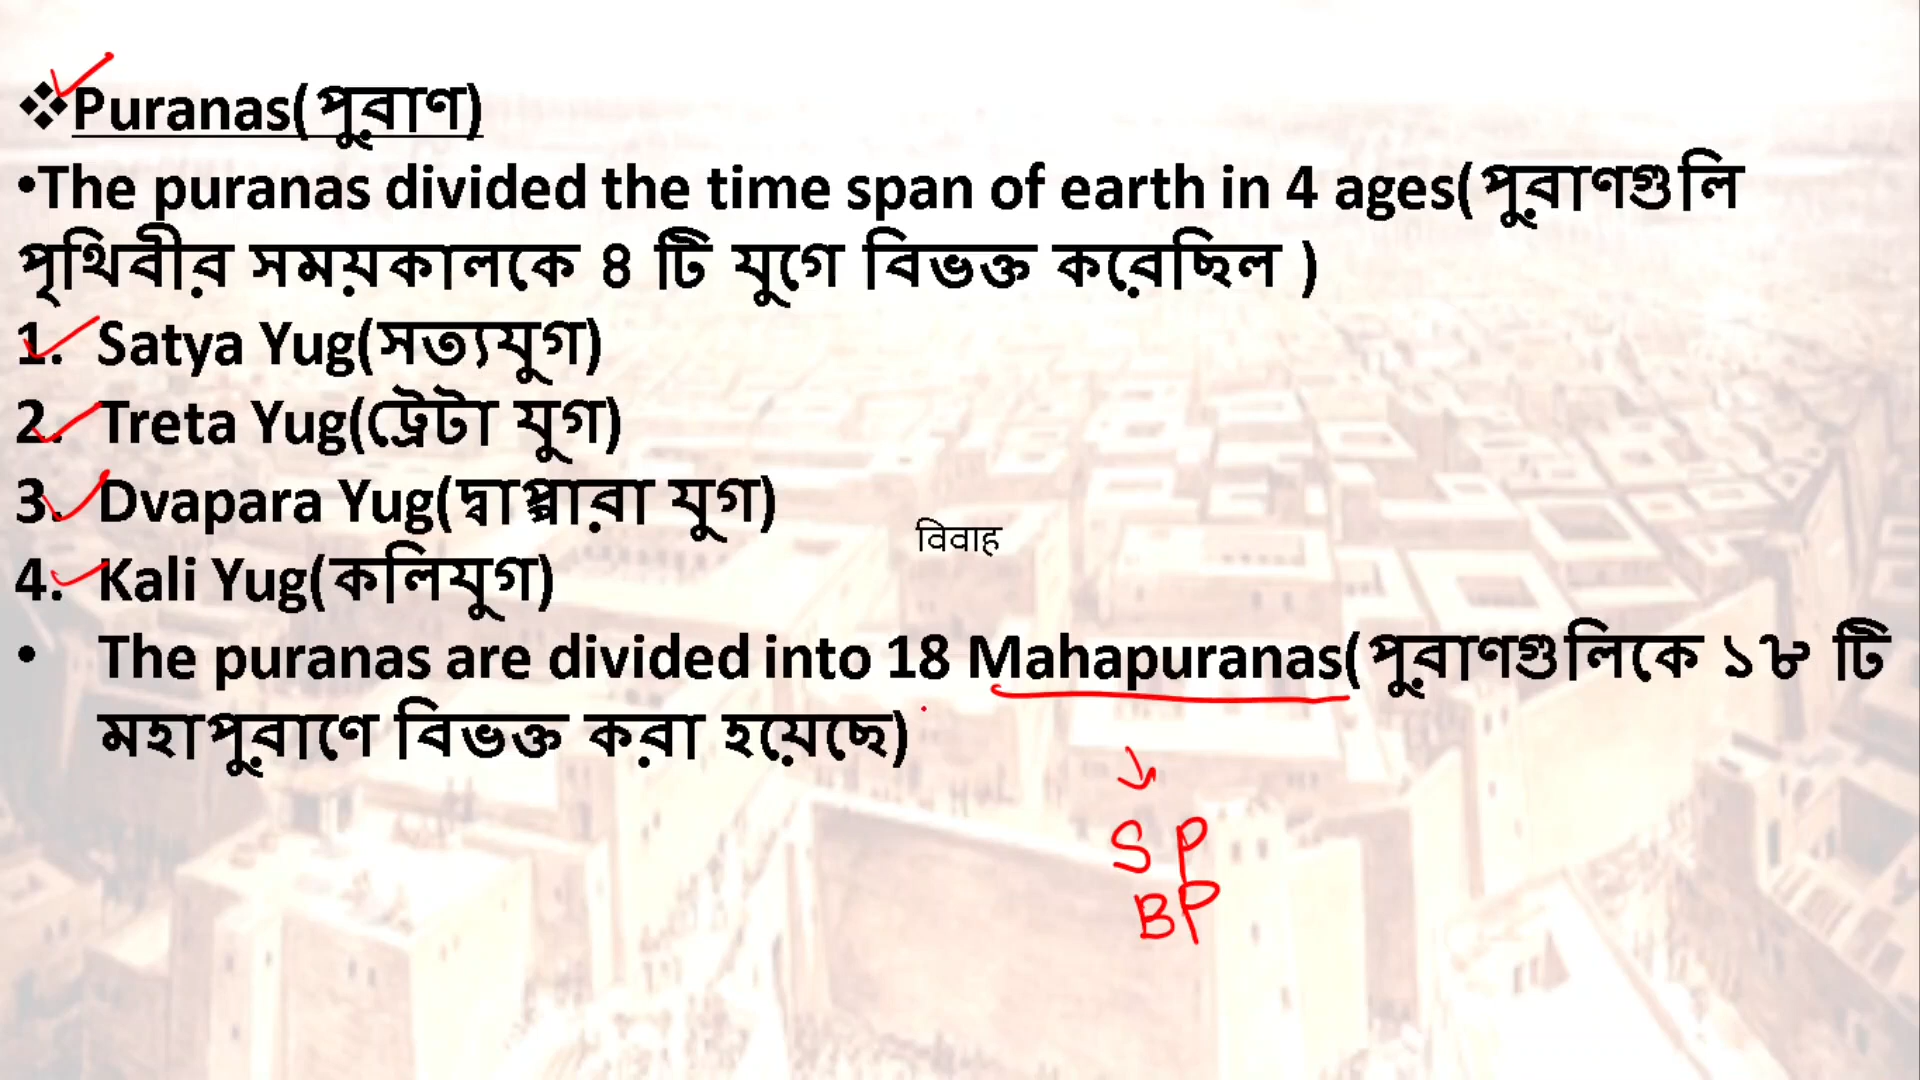 ❖Puranas(পুরাণ)
•The puranas divided the time span of earth in 4 ages(পুরাণগুলি
পৃথিবীর সময়কালকে 4 টি যুগে বিভক্ত করেছিল )
1. Satya Yug(সত্যযুগ)
2. Treta Yug(ট্রেটা যুগ)
3. Dvapara Yug(দ্বাপ্পারা যুগ)
विवाह
4. Kali Yug(কলিযুগ)
• The puranas are divided into 18 Mahapuranas(পুরাণগুলিকে ১৮ টি
মহাপুরাণে বিভক্ত করা হয়েছে)
SP
BP